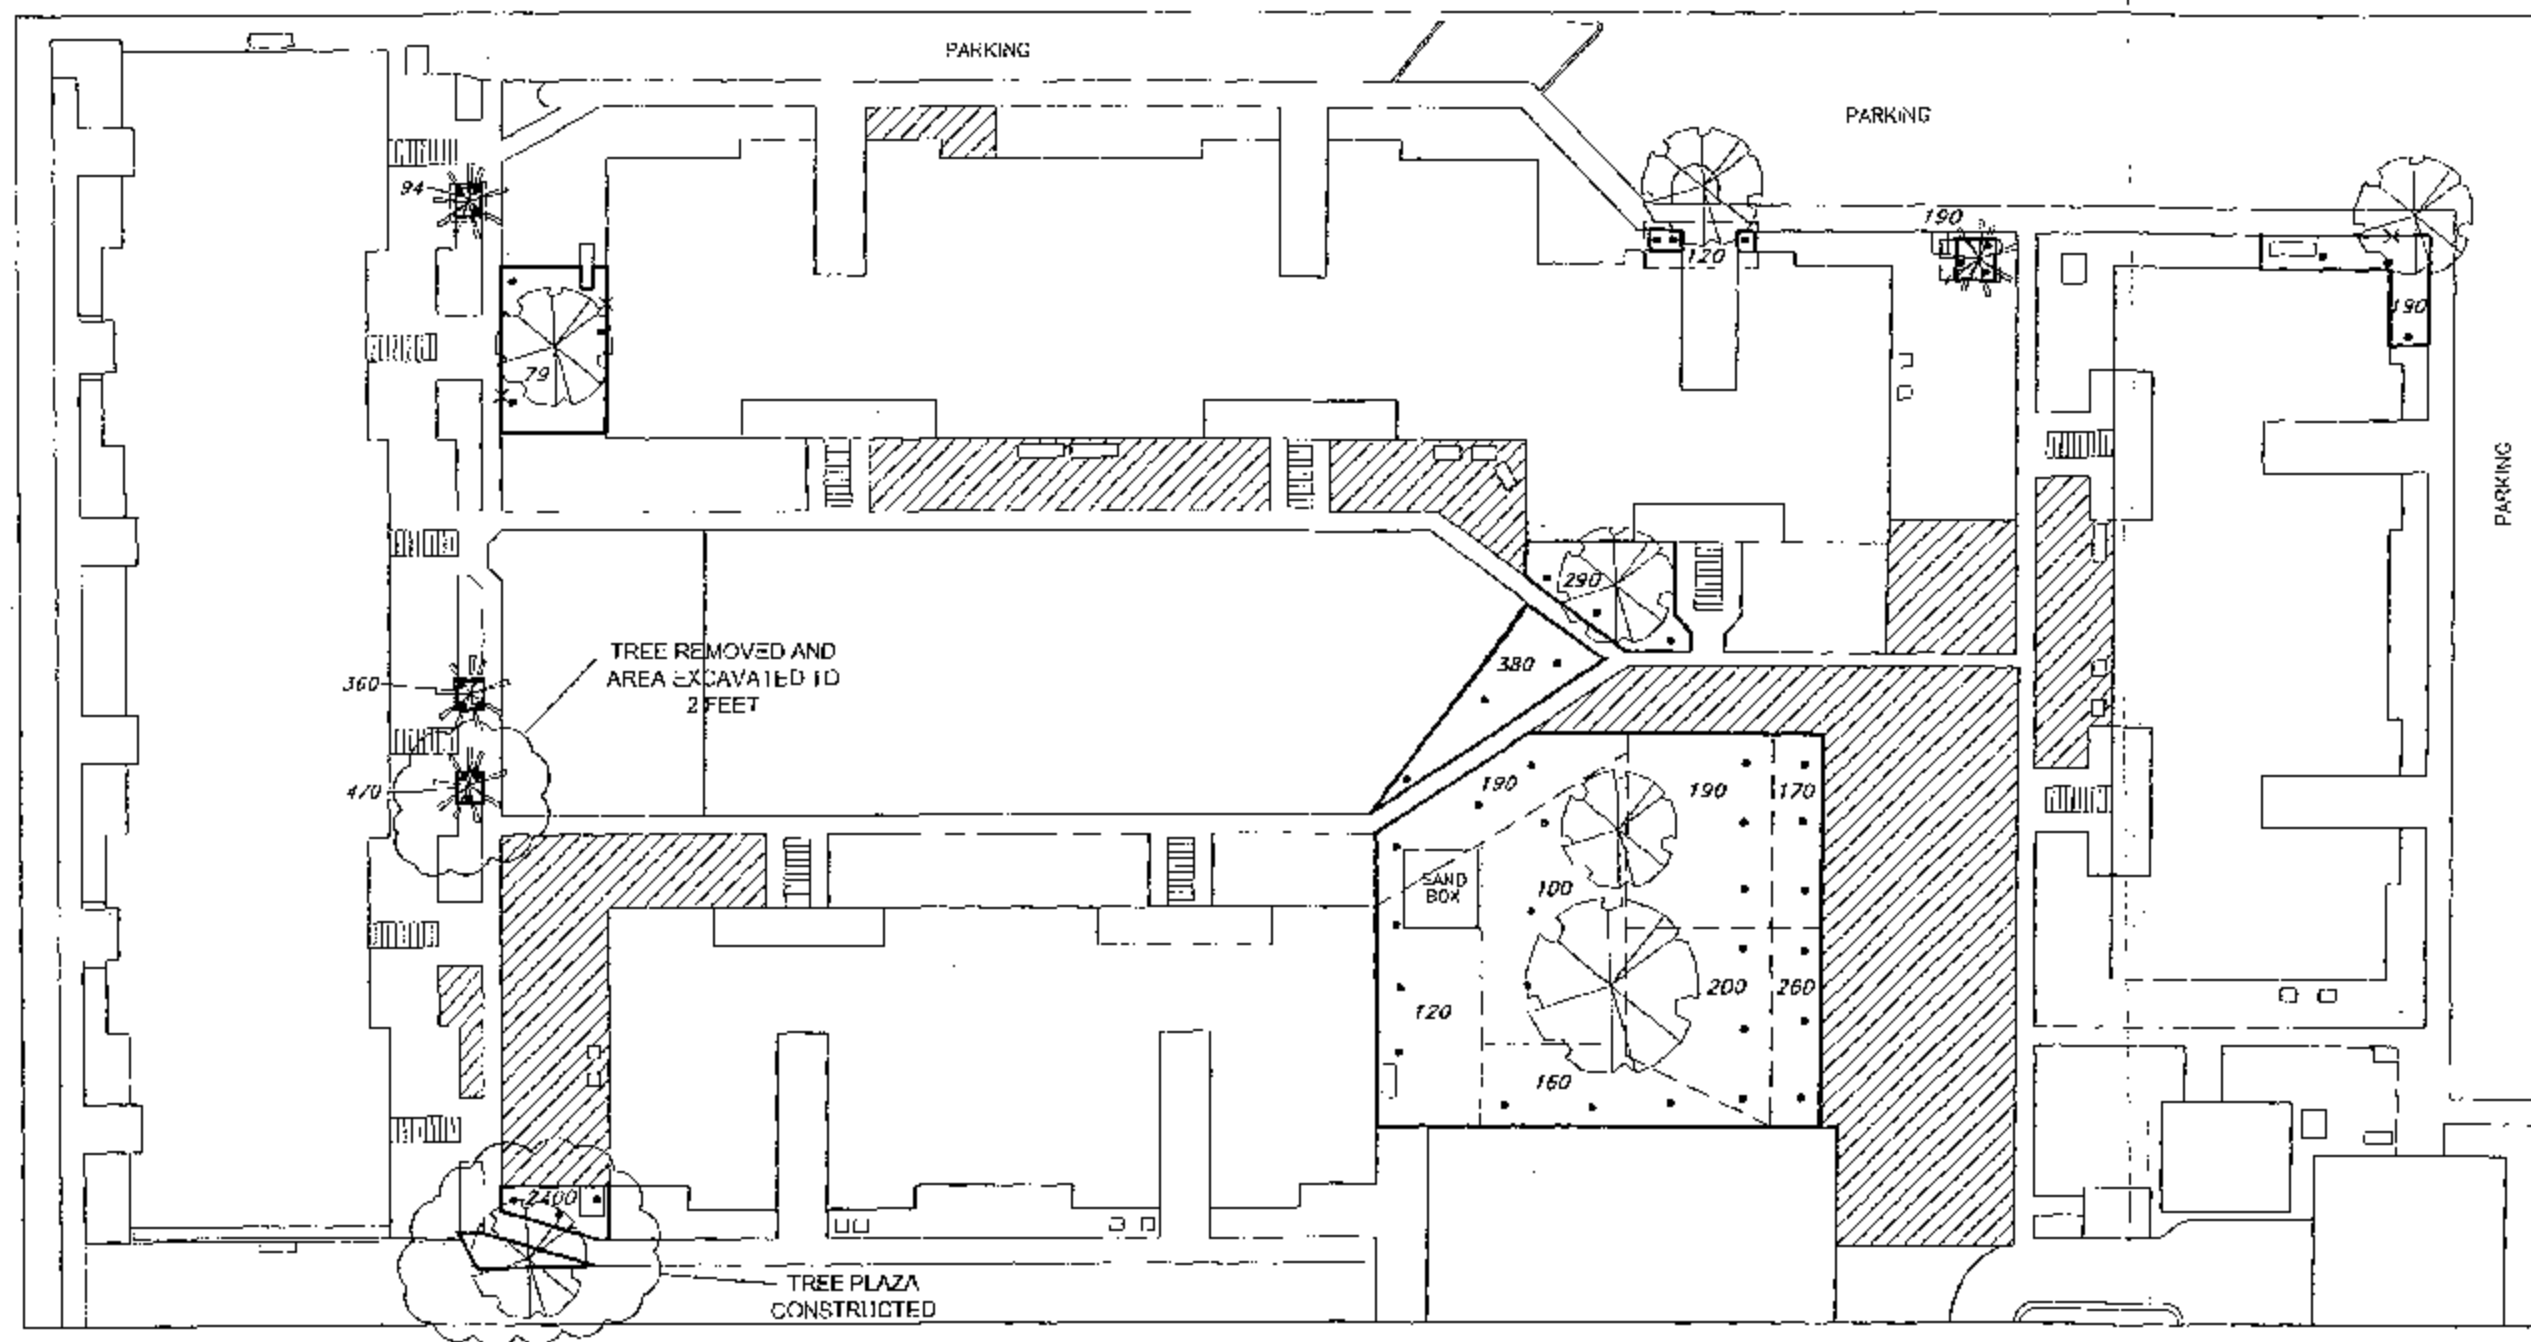 PARKING
PARKING
94
190
120
190
79
PARKING
290
TREE REMOVED AND
AREA EXCAVATED TO
2 FEET
380
360
470
190
190
170
SAND
BOX
100
200
260
120
160
2400
TREE PLAZA
CONSTRUCTED